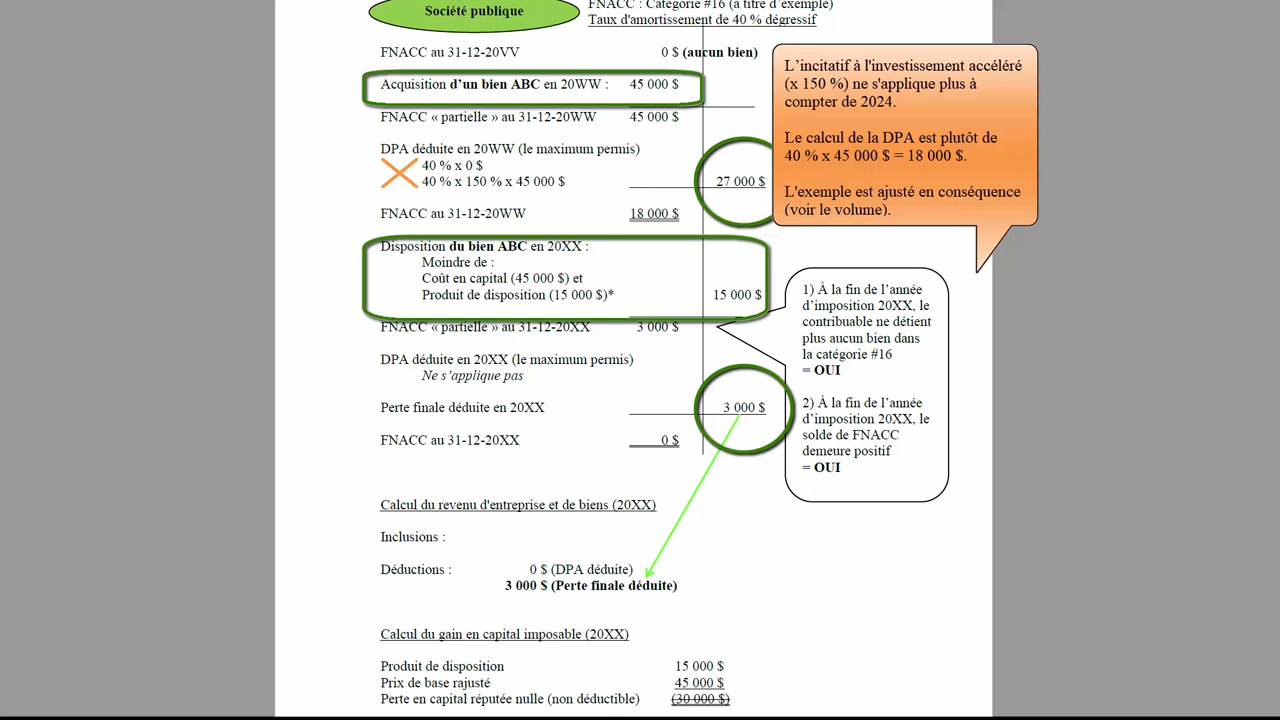 Société publique
FNACC : Catégorie #16 (à titre d'exemple)
Taux d'amortissement de 40 % dégressif
FNACC au 31-12-20VV 0 $ (aucun bien)
Acquisition d'un bien ABC en 20WW : 45 000 $
FNACC « partielle » au 31-12-20WW 45 000 $
DPA déduite en 20WW (le maximum permis)
40 % x 0 $
40 % x 150 % x 45 000 $ 27 000 $
FNACC au 31-12-20WW 18 000 $
Disposition du bien ABC en 20XX :
Moindre de :
Coût en capital (45 000 $) et
Produit de disposition (15 000 $)* 15 000 $
FNACC « partielle » au 31-12-20XX 3 000 $
DPA déduite en 20XX (le maximum permis)
Ne s'applique pas
Perte finale déduite en 20XX 3 000 $
FNACC au 31-12-20XX 0 $
L'incitatif à l'investissement accéléré
(x 150 %) ne s'applique plus à
compter de 2024.
Le calcul de la DPA est plutôt de
40 % x 45 000 $ = 18 000 $.
L'exemple est ajusté en conséquence
(voir le volume).
1) À la fin de l'année
d'imposition 20XX, le
contribuable ne détient
plus aucun bien dans
la catégorie #16
= OUI
2) À la fin de l'année
d'imposition 20XX, le
solde de FNACC
demeure positif
= OUI
Calcul du revenu d'entreprise et de biens (20XX)
Inclusions :
Déductions : 0 $ (DPA déduite)
3 000 $ (Perte finale déduite)
Calcul du gain en capital imposable (20XX)
Produit de disposition 15 000 $
Prix de base rajusté 45 000 $
Perte en capital réputée nulle (non déductible) (30 000 $)